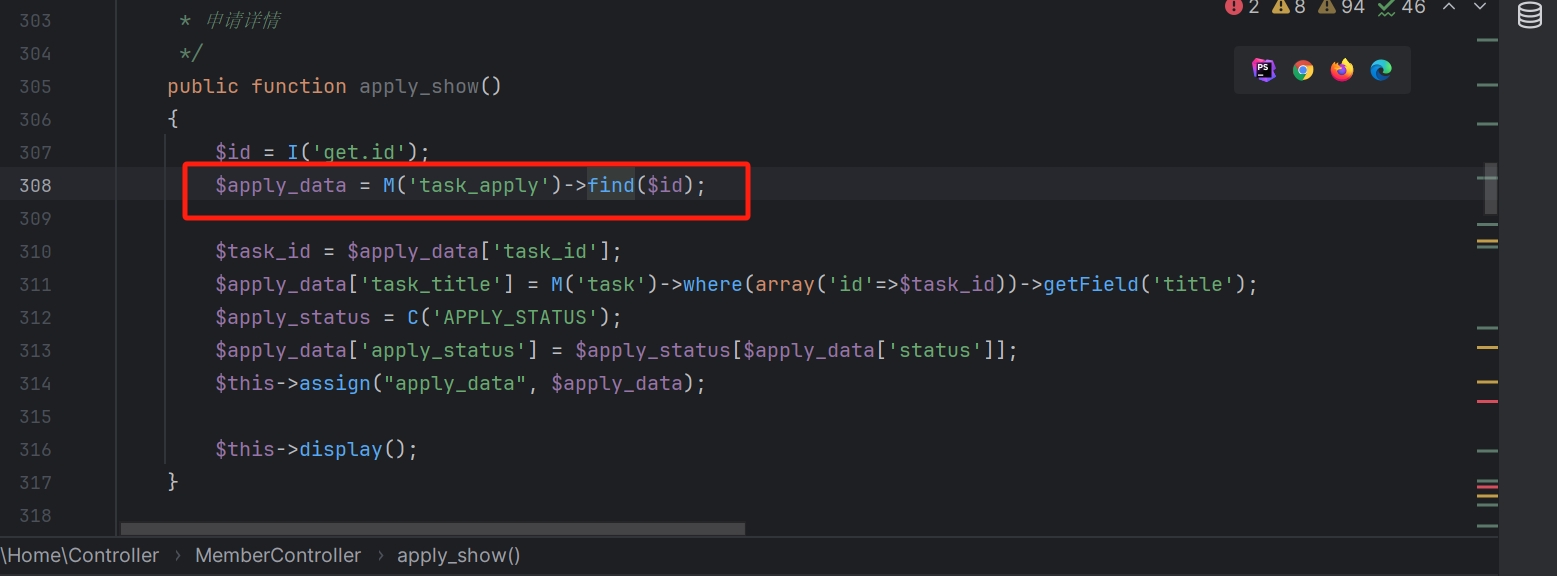 2 8 94 46
303 * 申请详情
304 */
305 public function apply_show()
306 {
307 $id = I('get.id');
308 $apply_data = M('task_apply')->find($id);
309
310 $task_id = $apply_data['task_id'];
311 $apply_data['task_title'] = M('task')->where(array('id'=>$task_id))->getField('title');
312 $apply_status = C('APPLY_STATUS');
313 $apply_data['apply_status'] = $apply_status[$apply_data['status']];
314 $this->assign("apply_data", $apply_data);
315
316 $this->display();
317 }
318
\Home\Controller › MemberController › apply_show()